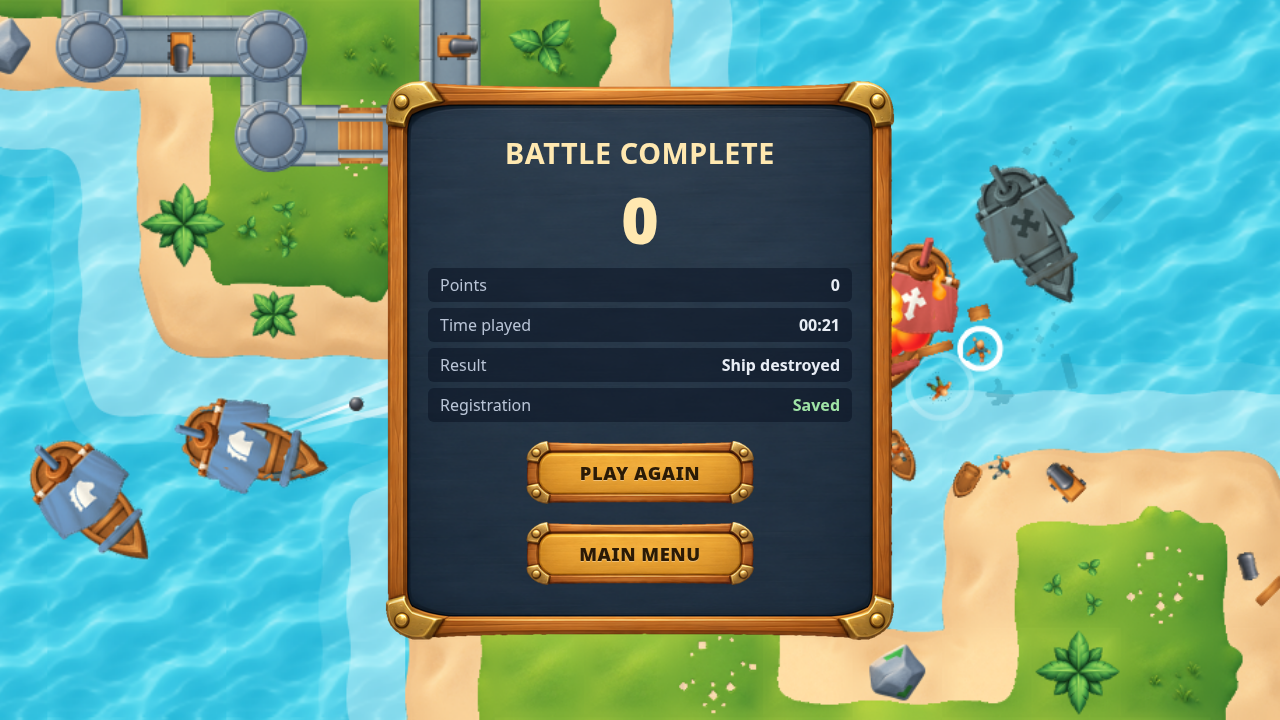 BATTLE COMPLETE
0
Points 0
Time played 00:21
Result Ship destroyed
Registration Saved
PLAY AGAIN
MAIN MENU